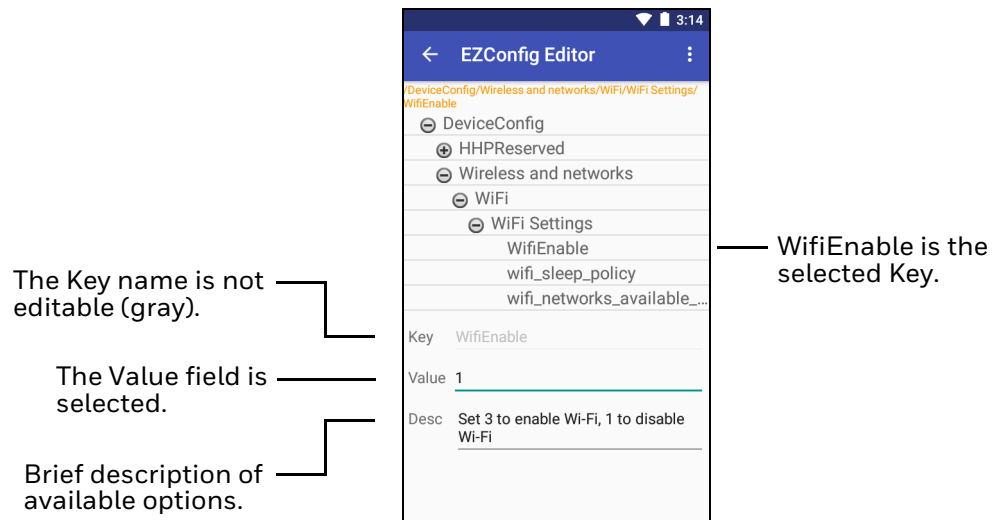 3:14
EZConfig Editor
/DeviceConfig/Wireless and networks/WiFi/WiFi Settings/
WifiEnable
DeviceConfig
HHPReserved
Wireless and networks
WiFi
WiFi Settings
WifiEnable
wifi_sleep_policy
wifi_networks_available_...
WifiEnable is the
selected Key.
The Key name is not
editable (gray).
Key WifiEnable
The Value field is
selected.
Value 1
Desc Set 3 to enable Wi-Fi, 1 to disable
Wi-Fi
Brief description of
available options.